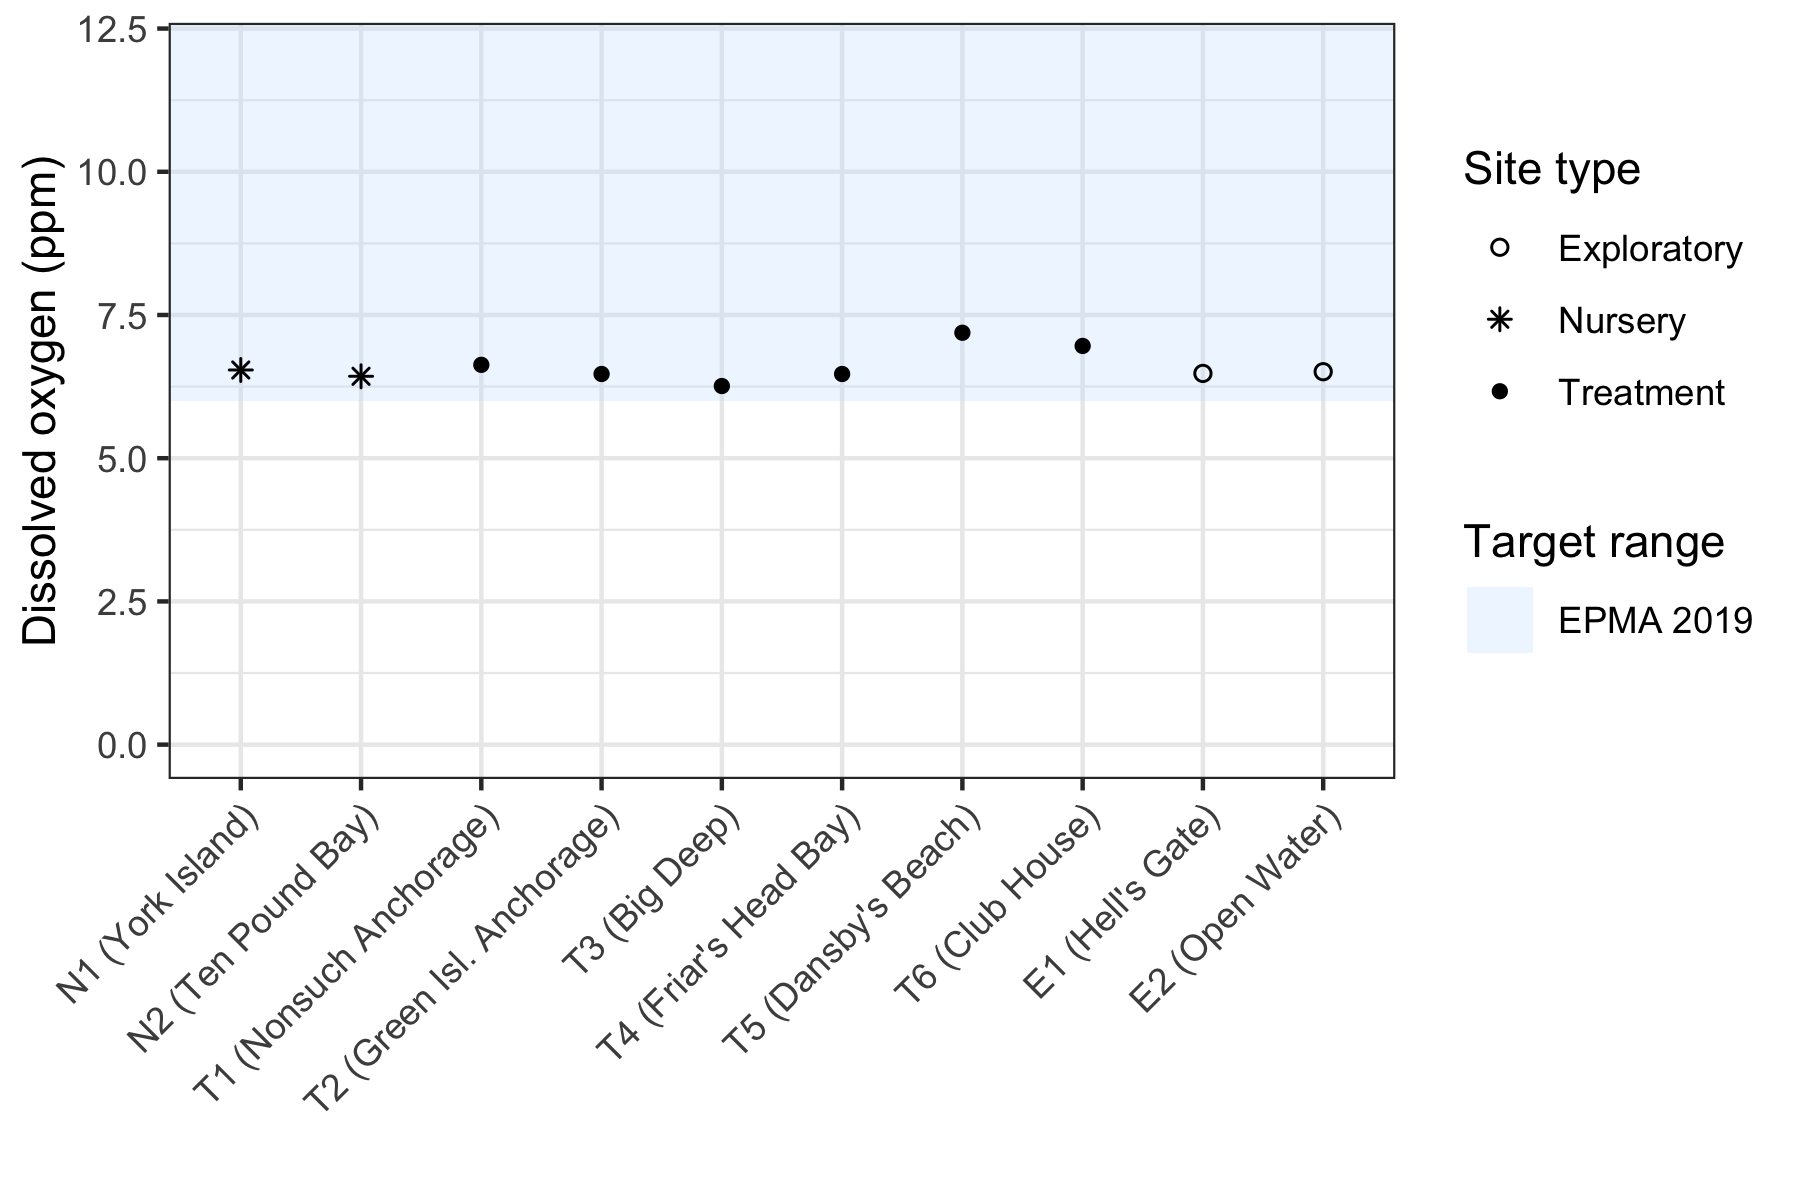 Dissolved oxygen (ppm)
12.5
10.0
7.5
5.0
2.5
0.0
N1 (York Island)
N2 (Ten Pound Bay)
T1 (Nonsuch Anchorage)
T2 (Green Isl. Anchorage)
T3 (Big Deep)
T4 (Friar's Head Bay)
T5 (Dansby's Beach)
T6 (Club House)
E1 (Hell's Gate)
E2 (Open Water)
Site type
Exploratory
Nursery
Treatment
Target range
EPMA 2019